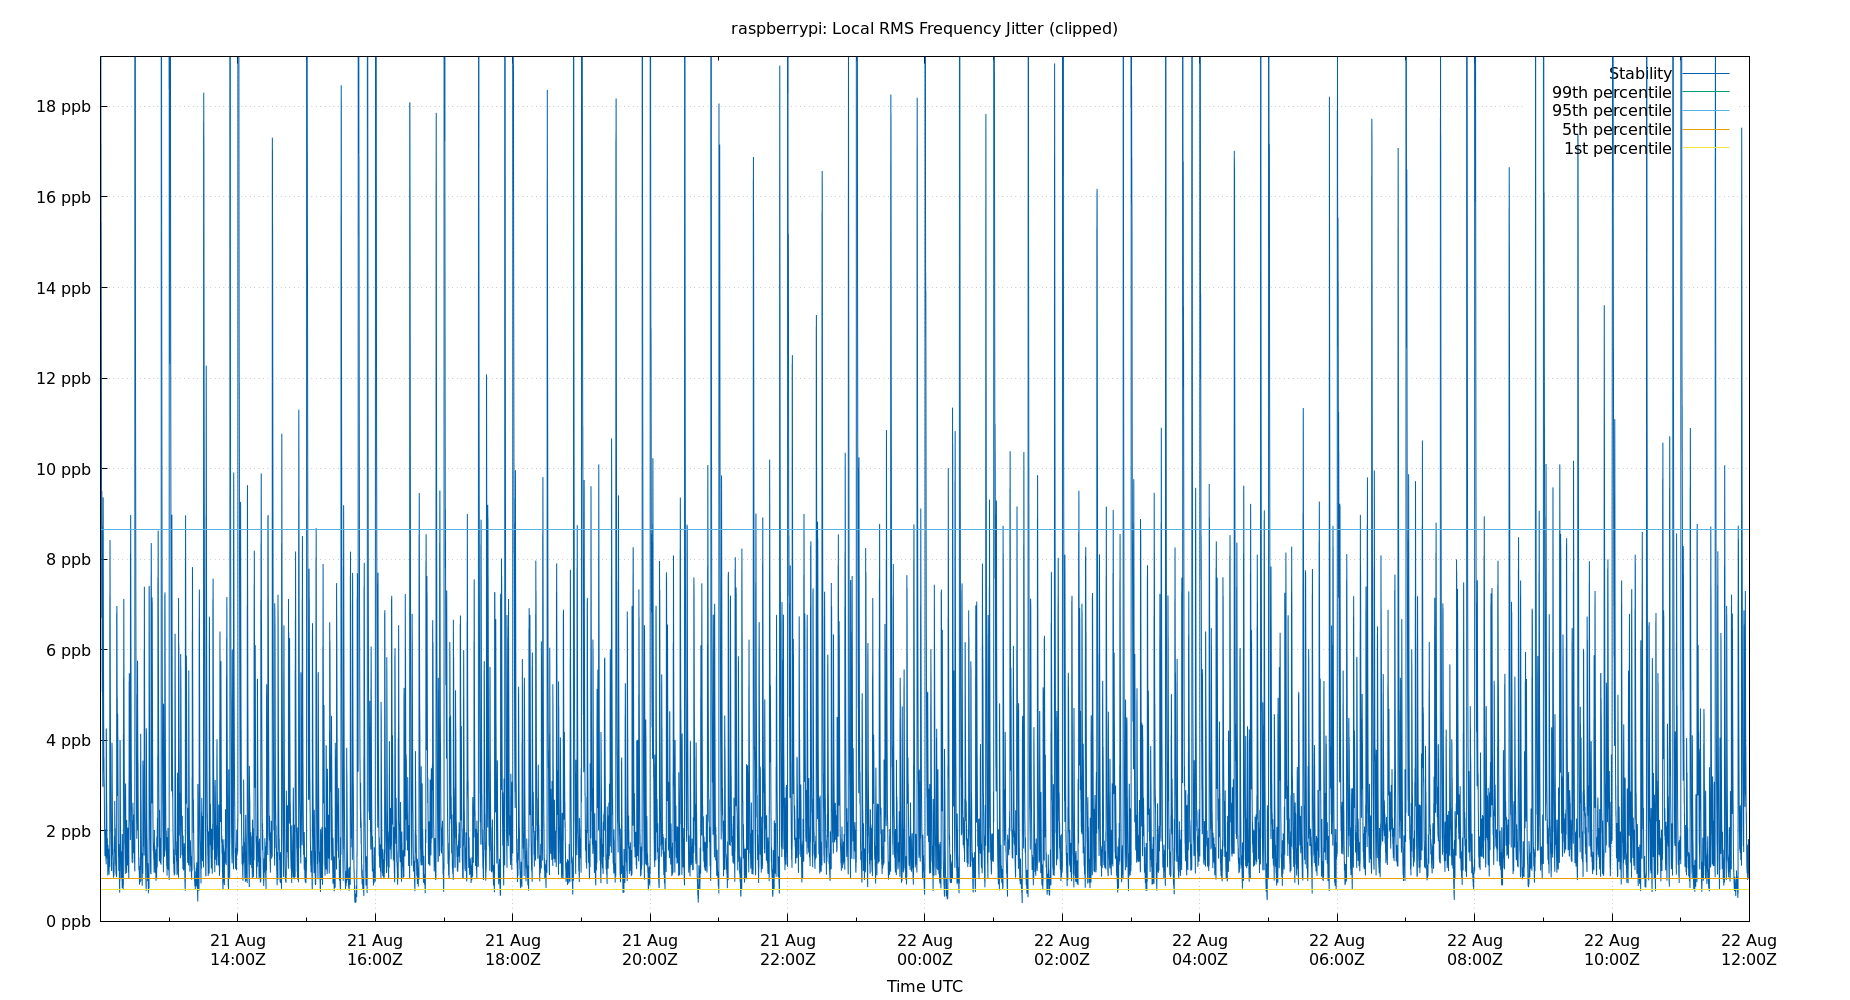 raspberrypi: Local RMS Frequency Jitter (clipped)
Stability
99th percentile
95th percentile
5th percentile
1st percentile
18 ppb
16 ppb
14 ppb
12 ppb
10 ppb
8 ppb
6 ppb
4 ppb
2 ppb
0 ppb
21 Aug 21 Aug 21 Aug 21 Aug 21 Aug 22 Aug 22 Aug 22 Aug 22 Aug 22 Aug 22 Aug 22 Aug
14:00Z 16:00Z 18:00Z 20:00Z 22:00Z 00:00Z 02:00Z 04:00Z 06:00Z 08:00Z 10:00Z 12:00Z
Time UTC